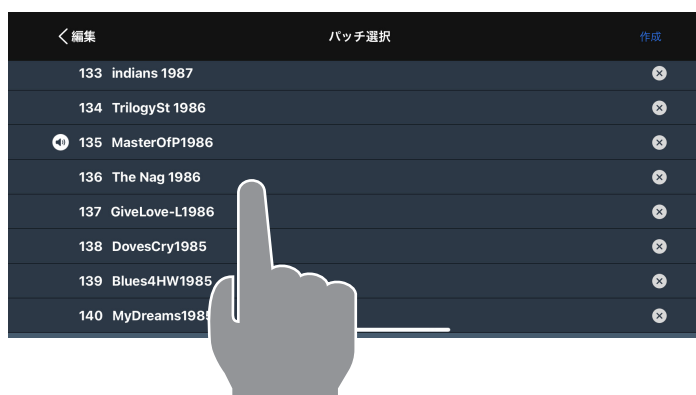 編集 パッチ選択 作成
133 indians 1987
134 TrilogySt 1986
135 MasterOfP1986
136 The Nag 1986
137 GiveLove-L1986
138 DovesCry1985
139 Blues4HW1985
140 MyDreams1985